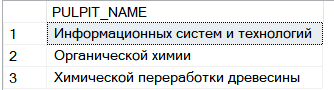 PULPIT_NAME
1 Информационных систем и технологий
2 Органической химии
3 Химической переработки древесины